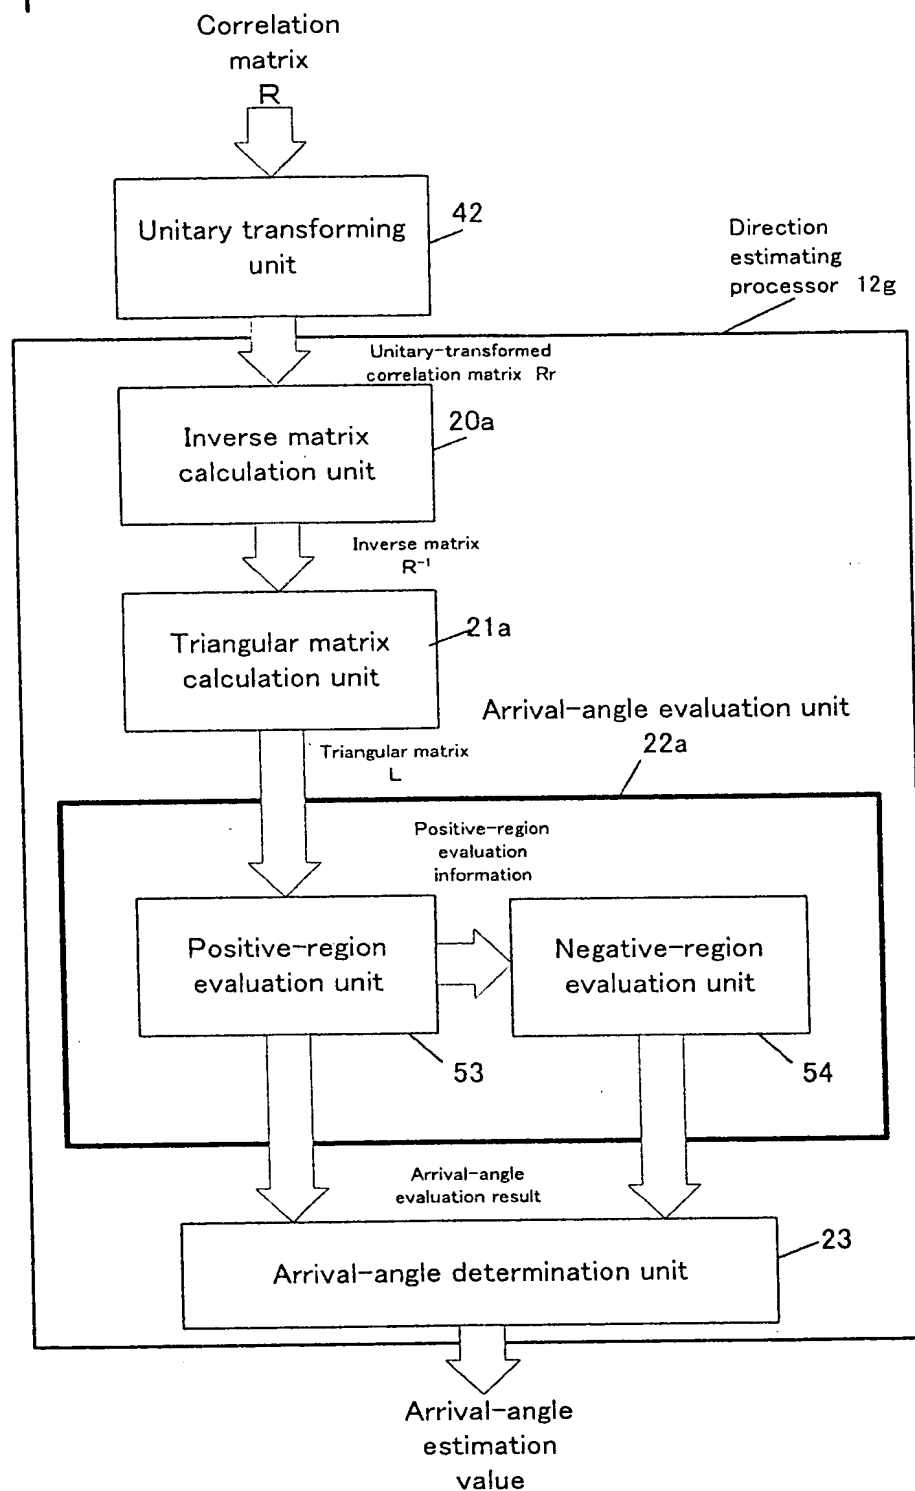 Correlation
matrix
R
Unitary transforming
unit
42
Direction
estimating
processor 12g
Unitary-transformed
correlation matrix Rr
Inverse matrix
calculation unit
20a
Inverse matrix
R⁻¹
Triangular matrix
calculation unit
21a
Arrival-angle evaluation unit
22a
Triangular matrix
L
Positive-region
evaluation
information
Positive-region
evaluation unit
Negative-region
evaluation unit
53
54
Arrival-angle
evaluation result
Arrival-angle determination unit
23
Arrival-angle
estimation
value